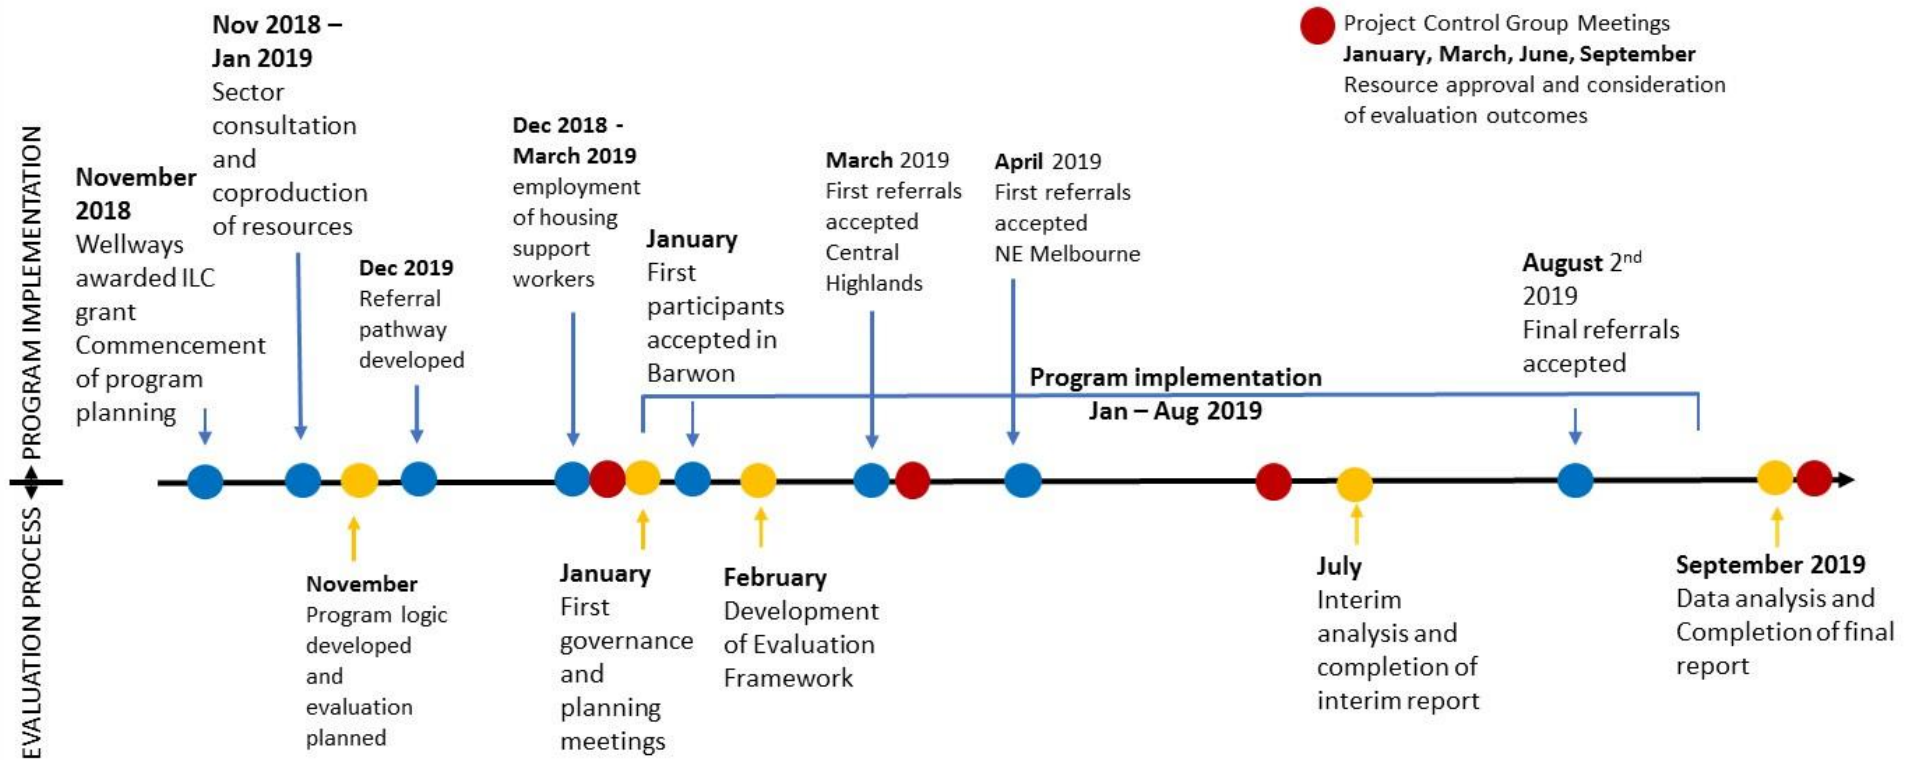 PROGRAM IMPLEMENTATION
EVALUATION PROCESS
November
2018
Wellways
awarded ILC
grant
Commencement
of program
planning
Nov 2018 –
Jan 2019
Sector
consultation
and
coproduction
of resources
Dec 2019
Referral
pathway
developed
Dec 2018 -
March 2019
employment
of housing
support
workers
January
First
participants
accepted in
Barwon
March 2019
First referrals
accepted
Central
Highlands
April 2019
First referrals
accepted
NE Melbourne
Program implementation
Jan – Aug 2019
August 2nd
2019
Final referrals
accepted
Project Control Group Meetings
January, March, June, September
Resource approval and consideration
of evaluation outcomes
November
Program logic
developed
and
evaluation
planned
January
First
governance
and
planning
meetings
February
Development
of Evaluation
Framework
July
Interim
analysis and
completion of
interim report
September 2019
Data analysis and
Completion of final
report